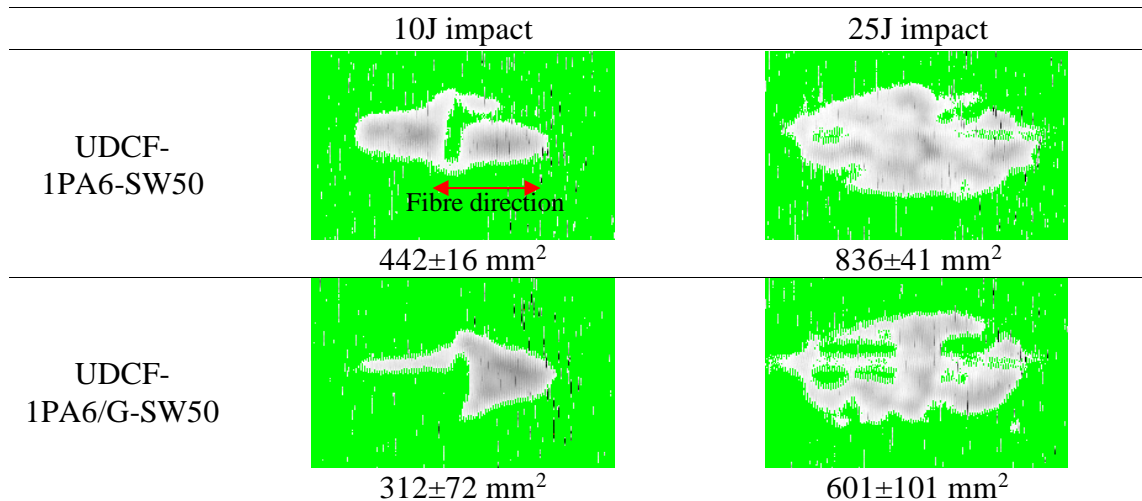 10J impact 25J impact
UDCF-
1PA6-SW50
Fibre direction
442±16 mm² 836±41 mm²
UDCF-
1PA6/G-SW50
312±72 mm² 601±101 mm²